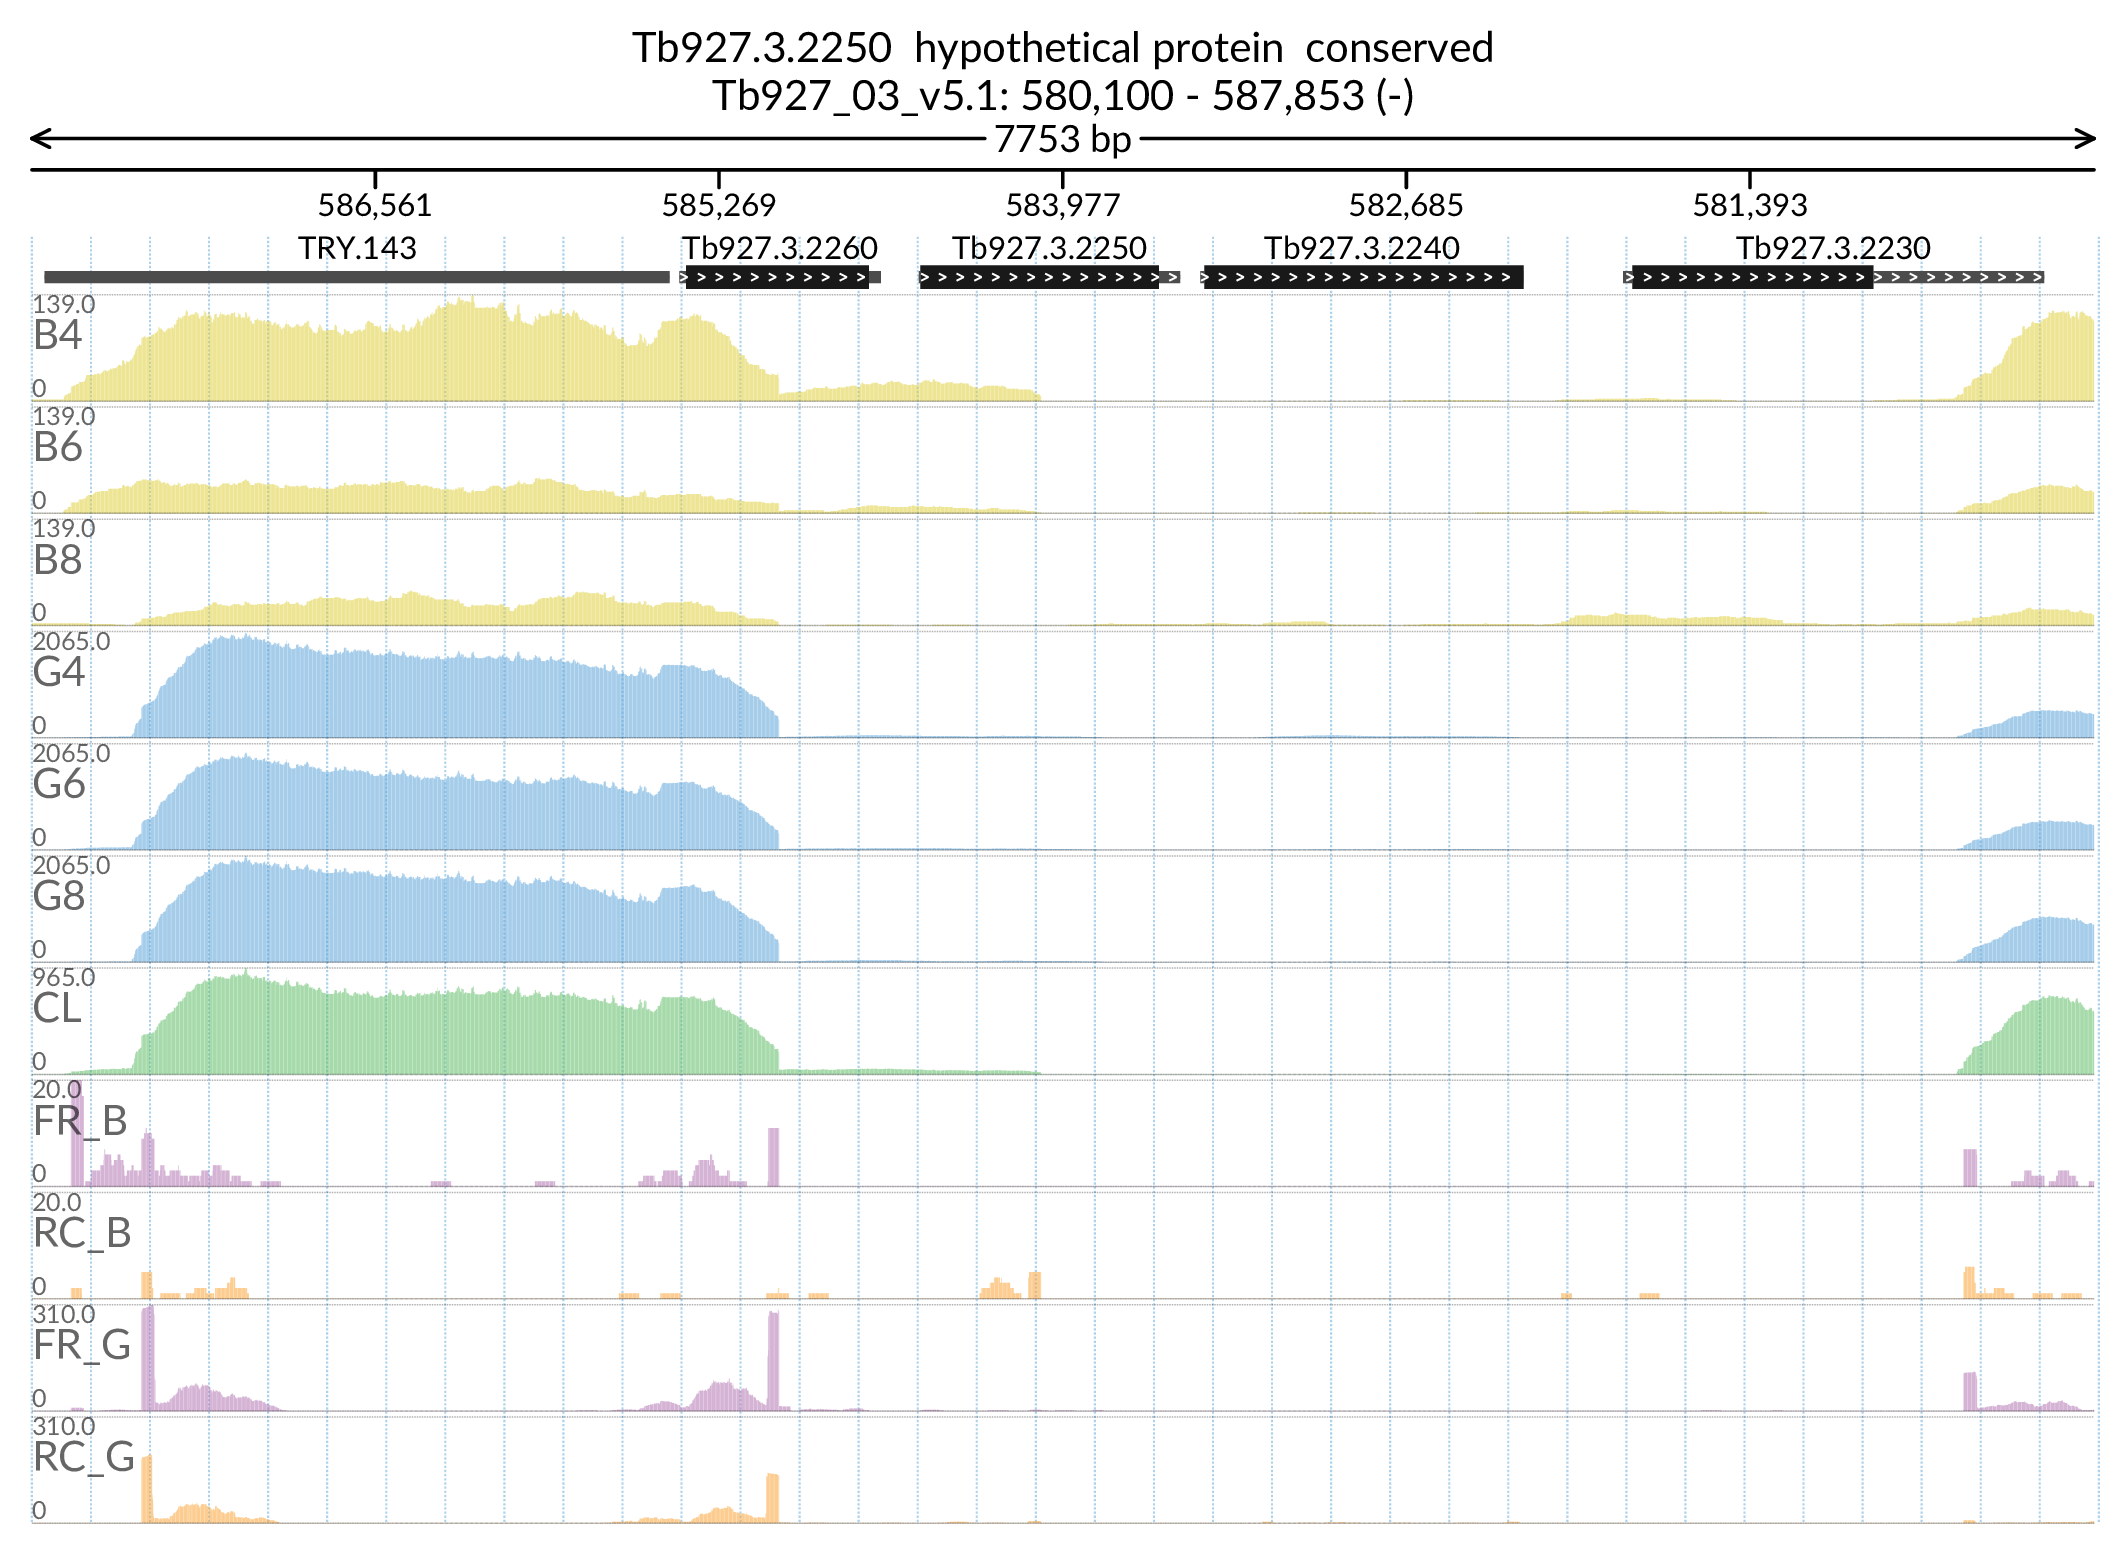 Tb927.3.2250  hypothetical protein  conserved
Tb927_03_v5.1: 580,100 - 587,853 (-)
7753 bp
586,561 585,269 583,977 582,685 581,393
TRY.143 Tb927.3.2260 Tb927.3.2250 Tb927.3.2240 Tb927.3.2230
139.0
B4
0
139.0
B6
0
139.0
B8
0
2065.0
G4
0
2065.0
G6
0
2065.0
G8
0
965.0
CL
0
20.0
FR_B
0
20.0
RC_B
0
310.0
FR_G
0
310.0
RC_G
0